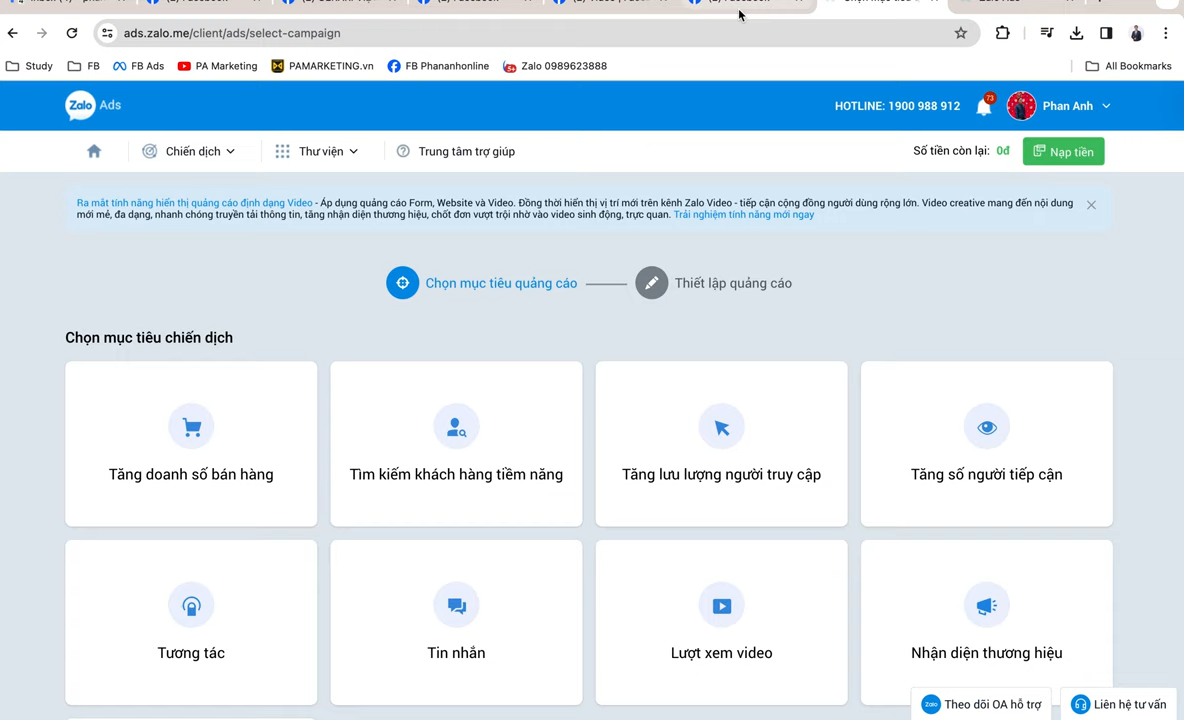 ads.zalo.me/client/ads/select-campaign
Study
FB
FB Ads
PA Marketing
PAMARKETING.vn
FB Phananhonline
5+
Zalo 0989623888
All Bookmarks
Zalo Ads
HOTLINE: 1900 988 912
73
Phan Anh
Chiến dịch
Thư viện
Trung tâm trợ giúp
Số tiền còn lại: 0đ
Nạp tiền
Ra mắt tính năng hiển thị quảng cáo định dạng Video - Áp dụng quảng cáo Form, Website và Video. Đồng thời hiển thị vị trí mới trên kênh Zalo Video - tiếp cận cộng đồng người dùng rộng lớn. Video creative mang đến nội dung
mới mẻ, đa dạng, nhanh chóng truyền tải thông tin, tăng nhận diện thương hiệu, chốt đơn vượt trội nhờ vào video sinh động, trực quan. Trải nghiệm tính năng mới ngay
Chọn mục tiêu quảng cáo
Thiết lập quảng cáo
Chọn mục tiêu chiến dịch
Tăng doanh số bán hàng
Tìm kiếm khách hàng tiềm năng
Tăng lưu lượng người truy cập
Tăng số người tiếp cận
Tương tác
Tin nhắn
Lượt xem video
Nhận diện thương hiệu
Zalo
Theo dõi OA hỗ trợ
Liên hệ tư vấn